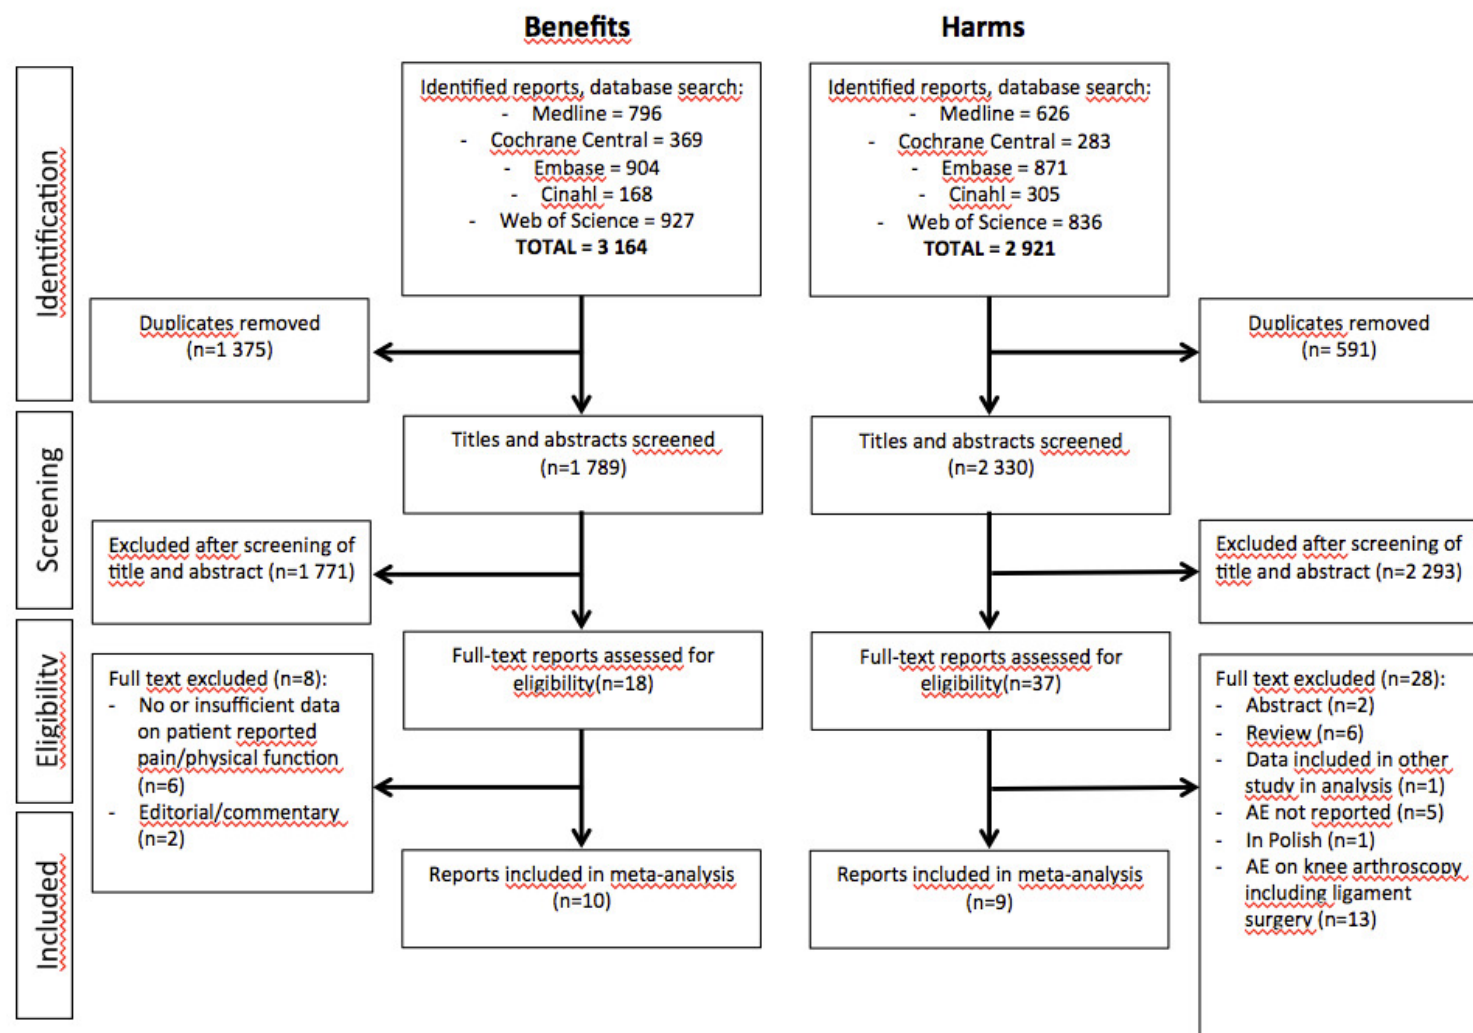 Benefits
Harms
Identification
Identified reports, database search:
- Medline = 796
- Cochrane Central = 369
- Embase = 904
- Cinahl = 168
- Web of Science = 927
TOTAL = 3 164
Identified reports, database search:
- Medline = 626
- Cochrane Central = 283
- Embase = 871
- Cinahl = 305
- Web of Science = 836
TOTAL = 2 921
Duplicates removed
(n=1 375)
Duplicates removed
(n= 591)
Screening
Titles and abstracts screened
(n=1 789)
Titles and abstracts screened
(n=2 330)
Excluded after screening of
title and abstract (n=1 771)
Excluded after screening of
title and abstract (n=2 293)
Eligibility
Full-text reports assessed for
eligibility(n=18)
Full-text reports assessed for
eligibility(n=37)
Full text excluded (n=8):
- No or insufficient data
on patient reported
pain/physical function
(n=6)
- Editorial/commentary
(n=2)
Full text excluded (n=28):
- Abstract (n=2)
- Review (n=6)
- Data included in other
study in analysis (n=1)
- AE not reported (n=5)
- In Polish (n=1)
- AE on knee arthroscopy
including ligament
surgery (n=13)
Included
Reports included in meta-analysis
(n=10)
Reports included in meta-analysis
(n=9)